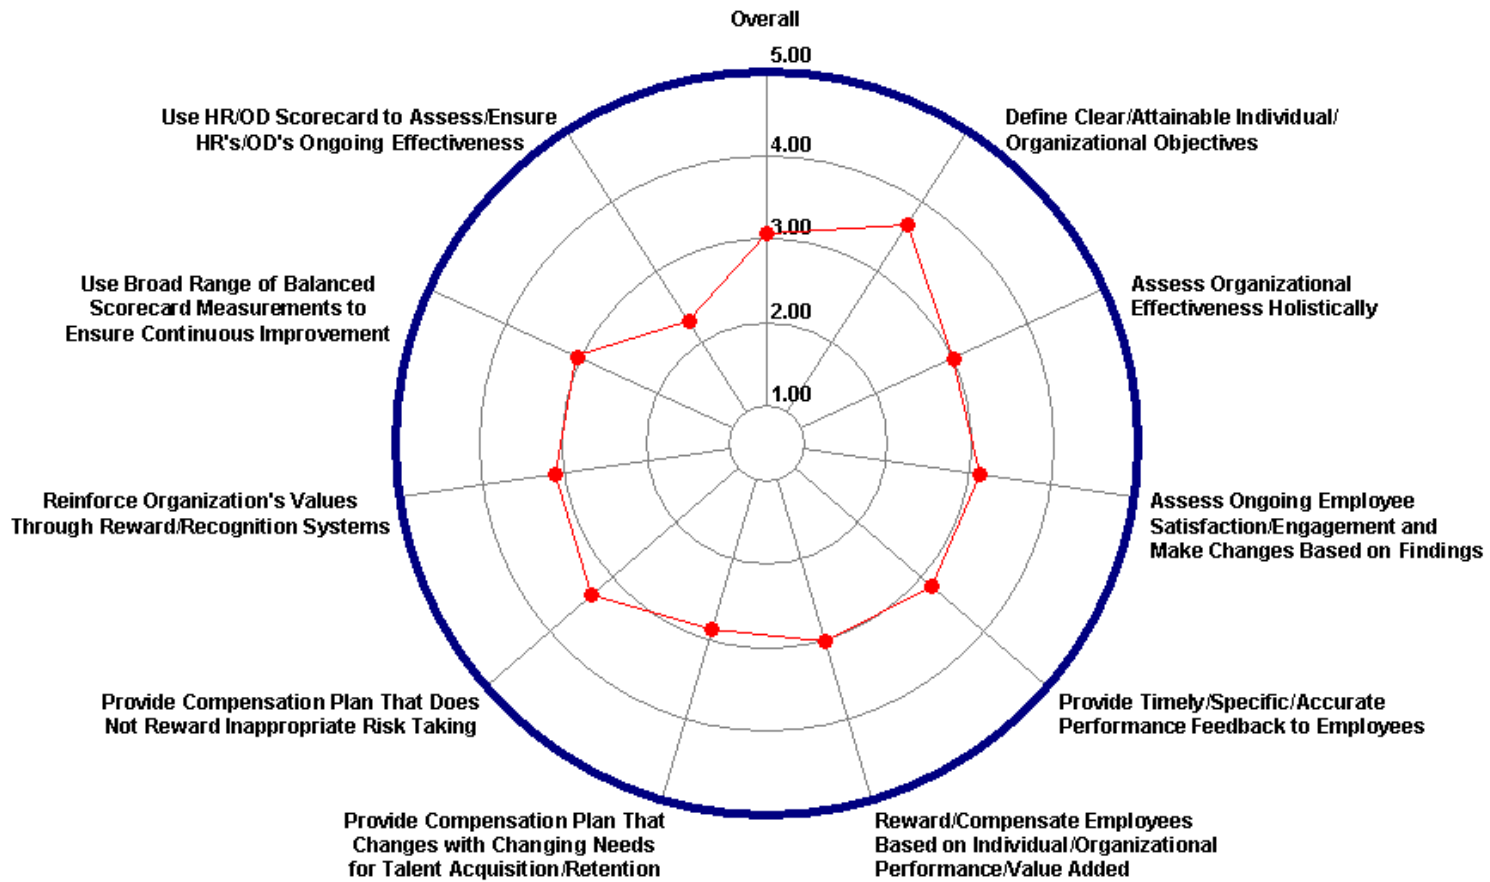 Overall
5.00
4.00
3.00
2.00
1.00
Define Clear/Attainable Individual/
Organizational Objectives
Assess Organizational
Effectiveness Holistically
Assess Ongoing Employee
Satisfaction/Engagement and
Make Changes Based on Findings
Provide Timely/Specific/Accurate
Performance Feedback to Employees
Reward/Compensate Employees
Based on Individual/Organizational
Performance/Value Added
Provide Compensation Plan That
Changes with Changing Needs
for Talent Acquisition/Retention
Provide Compensation Plan That Does
Not Reward Inappropriate Risk Taking
Reinforce Organization's Values
Through Reward/Recognition Systems
Use Broad Range of Balanced
Scorecard Measurements to
Ensure Continuous Improvement
Use HR/OD Scorecard to Assess/Ensure
HR's/OD's Ongoing Effectiveness